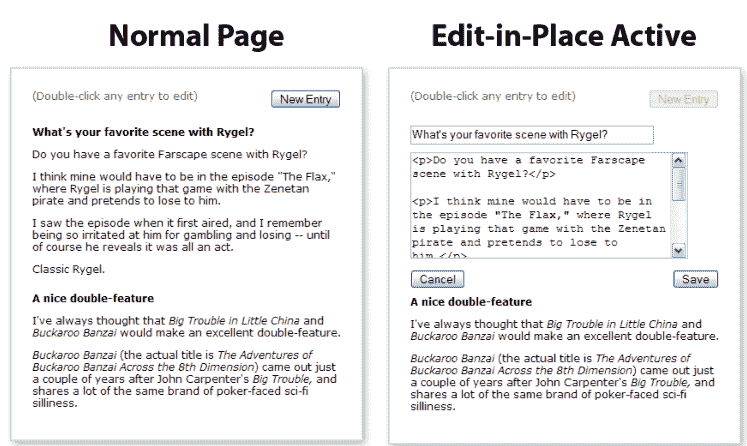 Normal Page
(Double-click any entry to edit)
New Entry
What's your favorite scene with Rygel?
Do you have a favorite Farscape scene with Rygel?
I think mine would have to be in the episode "The Flax,"
where Rygel is playing that game with the Zenetan
pirate and pretends to lose to him.
I saw the episode when it first aired, and I remember
being so irritated at him for gambling and losing -- until
of course he reveals it was all an act.
Classic Rygel.
A nice double-feature
I've always thought that Big Trouble in Little China and
Buckaroo Banzai would make an excellent double-feature.
Buckaroo Banzai (the actual title is The Adventures of
Buckaroo Banzai Across the 8th Dimension) came out just
a couple of years after John Carpenter's Big Trouble, and
shares a lot of the same brand of poker-faced sci-fi
silliness.
Edit-in-Place Active
(Double-click any entry to edit)
New Entry
What's your favorite scene with Rygel?
<p>Do you have a favorite Farscape
scene with Rygel?</p>
<p>I think mine would have to be in
the episode "The Flax," where Rygel
is playing that game with the Zenetan
pirate and pretends to lose to
him.</p>
Cancel
Save
A nice double-feature
I've always thought that Big Trouble in Little China and
Buckaroo Banzai would make an excellent double-feature.
Buckaroo Banzai (the actual title is The Adventures of
Buckaroo Banzai Across the 8th Dimension) came out just
a couple of years after John Carpenter's Big Trouble, and
shares a lot of the same brand of poker-faced sci-fi
silliness.